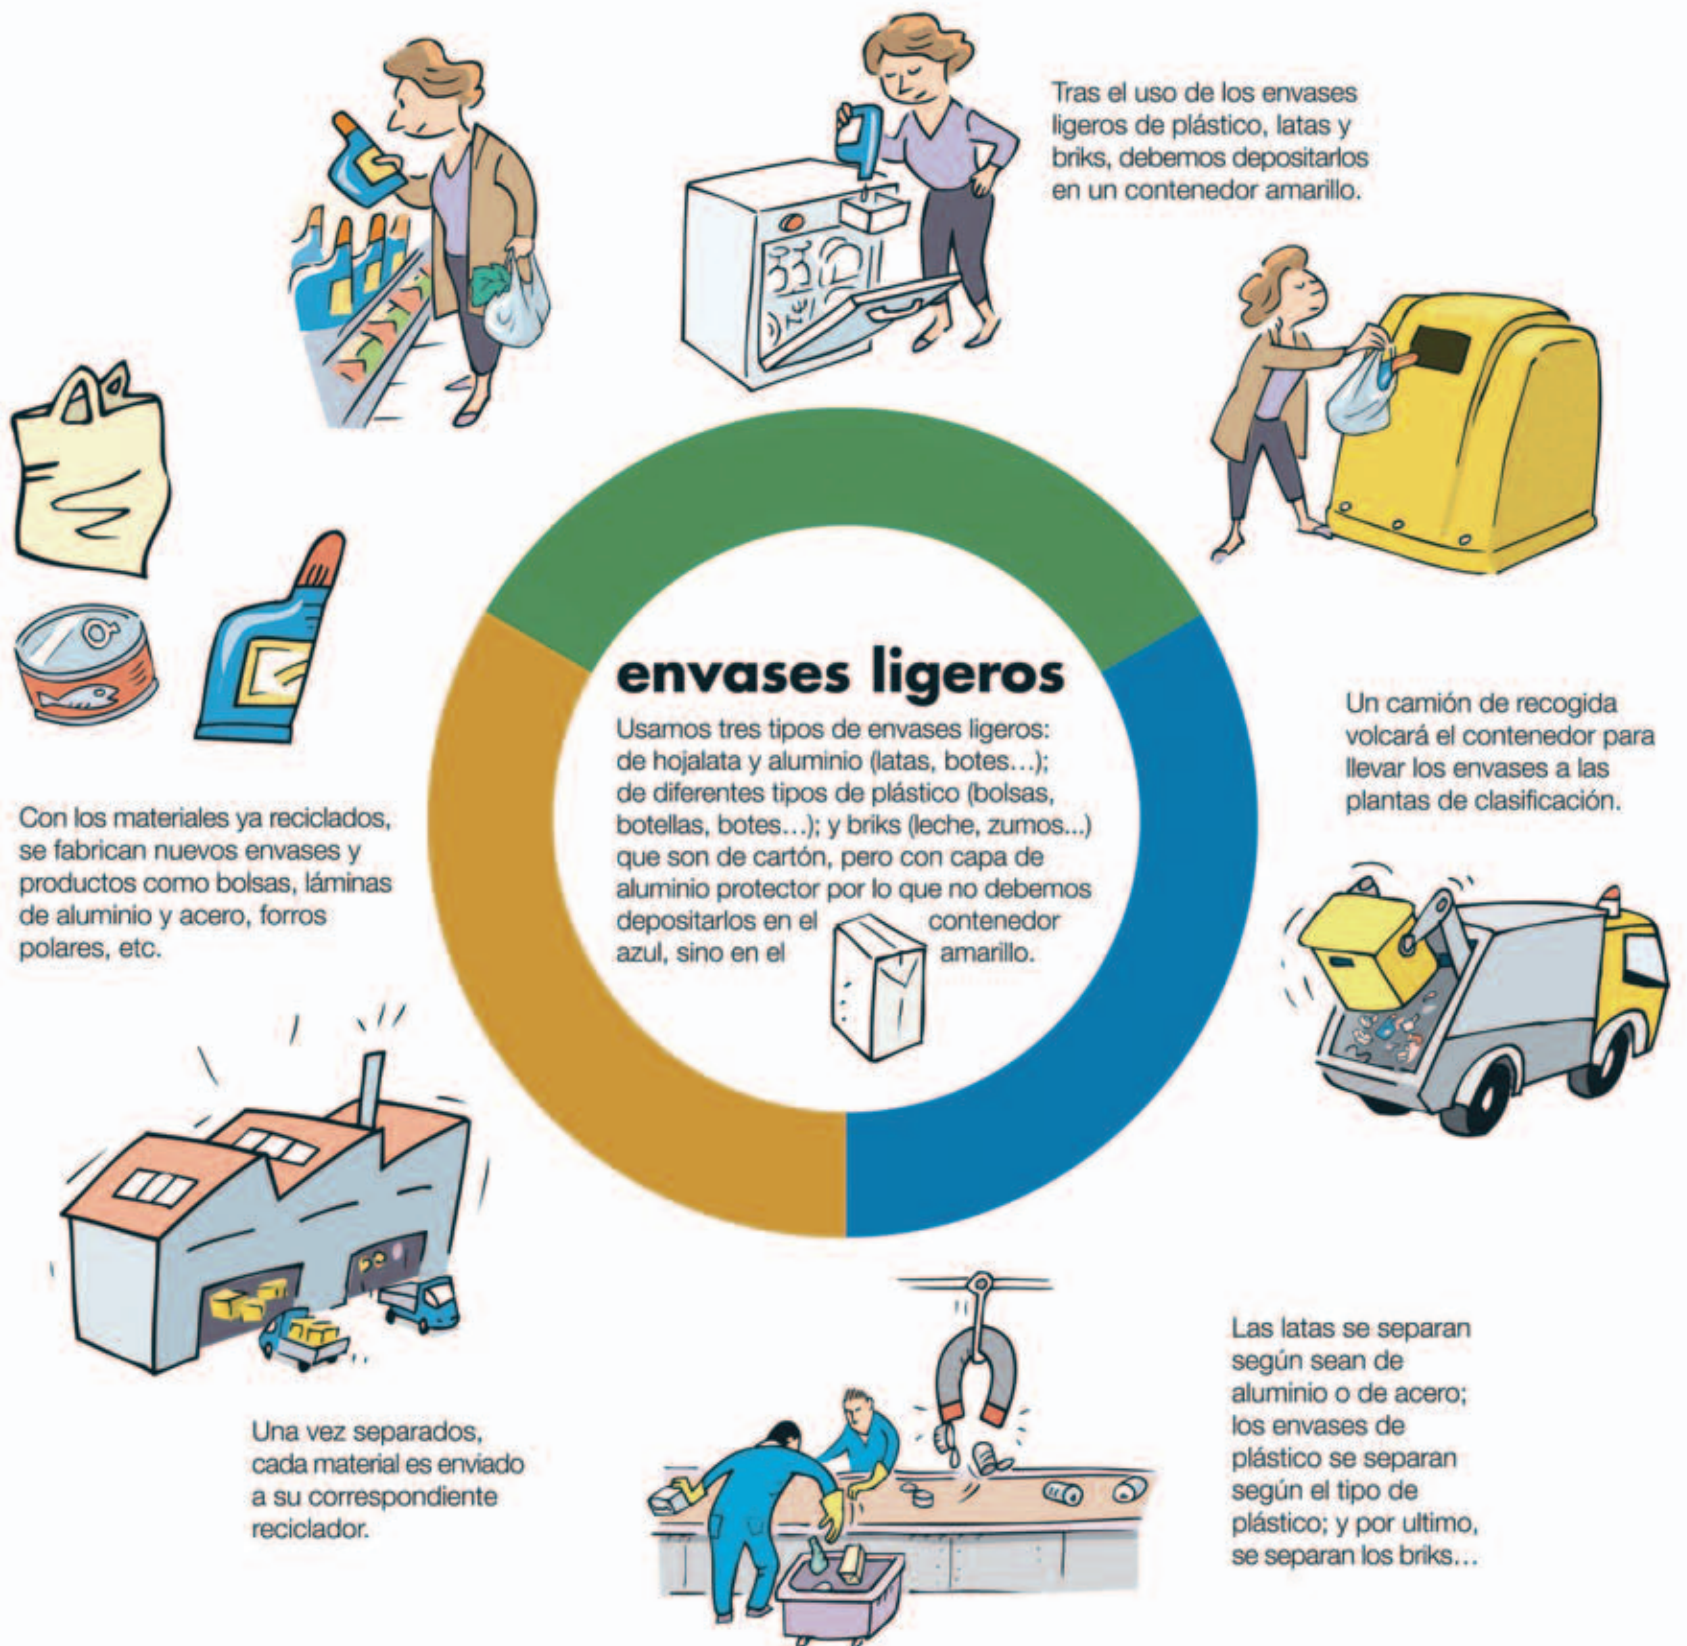 Tras el uso de los envases
ligeros de plástico, latas y
briks, debemos depositarlos
en un contenedor amarillo.
envases ligeros
Usamos tres tipos de envases ligeros:
de hojalata y aluminio (latas, botes...);
de diferentes tipos de plástico (bolsas,
botellas, botes...); y briks (leche, zumos...)
que son de cartón, pero con capa de
aluminio protector por lo que no debemos
depositarlos en el contenedor
azul, sino en el amarillo.
Un camión de recogida
volcará el contenedor para
llevar los envases a las
plantas de clasificación.
Las latas se separan
según sean de
aluminio o de acero;
los envases de
plástico se separan
según el tipo de
plástico; y por ultimo,
se separan los briks...
Una vez separados,
cada material es enviado
a su correspondiente
reciclador.
Con los materiales ya reciclados,
se fabrican nuevos envases y
productos como bolsas, láminas
de aluminio y acero, forros
polares, etc.